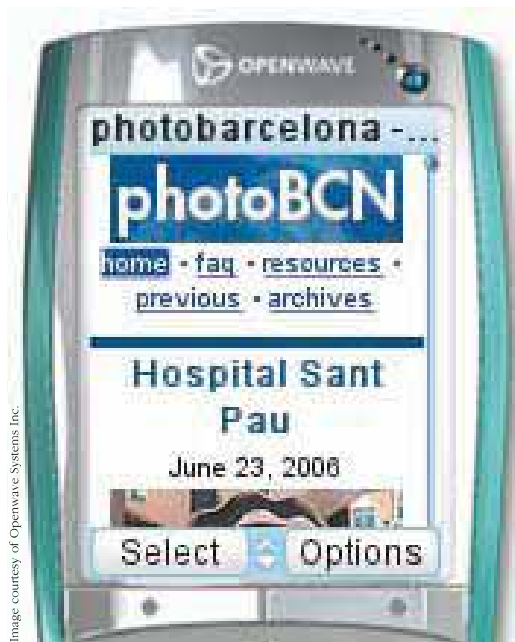 OPENWAVE
photobarcelona -...
photoBCN
home • faq • resources •
previous • archives
Hospital Sant
Pau
June 23, 2006
Select Options
Image courtesy of Openwave Systems Inc.